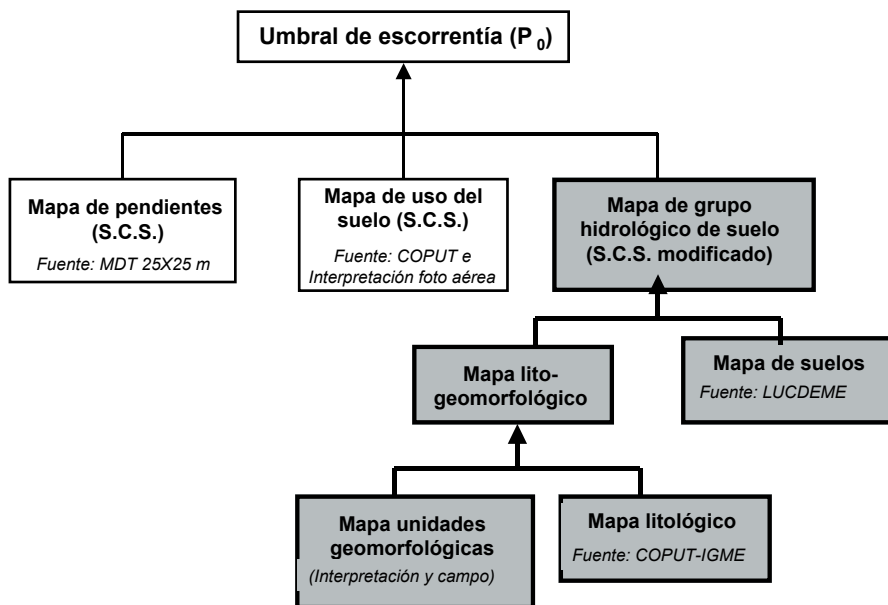 Umbral de escorrentía (P 0)
Mapa de pendientes
(S.C.S.)
Fuente: MDT 25X25 m
Mapa de uso del
suelo (S.C.S.)
Fuente: COPUT e
Interpretación foto aérea
Mapa de grupo
hidrológico de suelo
(S.C.S. modificado)
Mapa lito-
geomorfológico
Mapa de suelos
Fuente: LUCDEME
Mapa unidades
geomorfológicas
(Interpretación y campo)
Mapa litológico
Fuente: COPUT-IGME